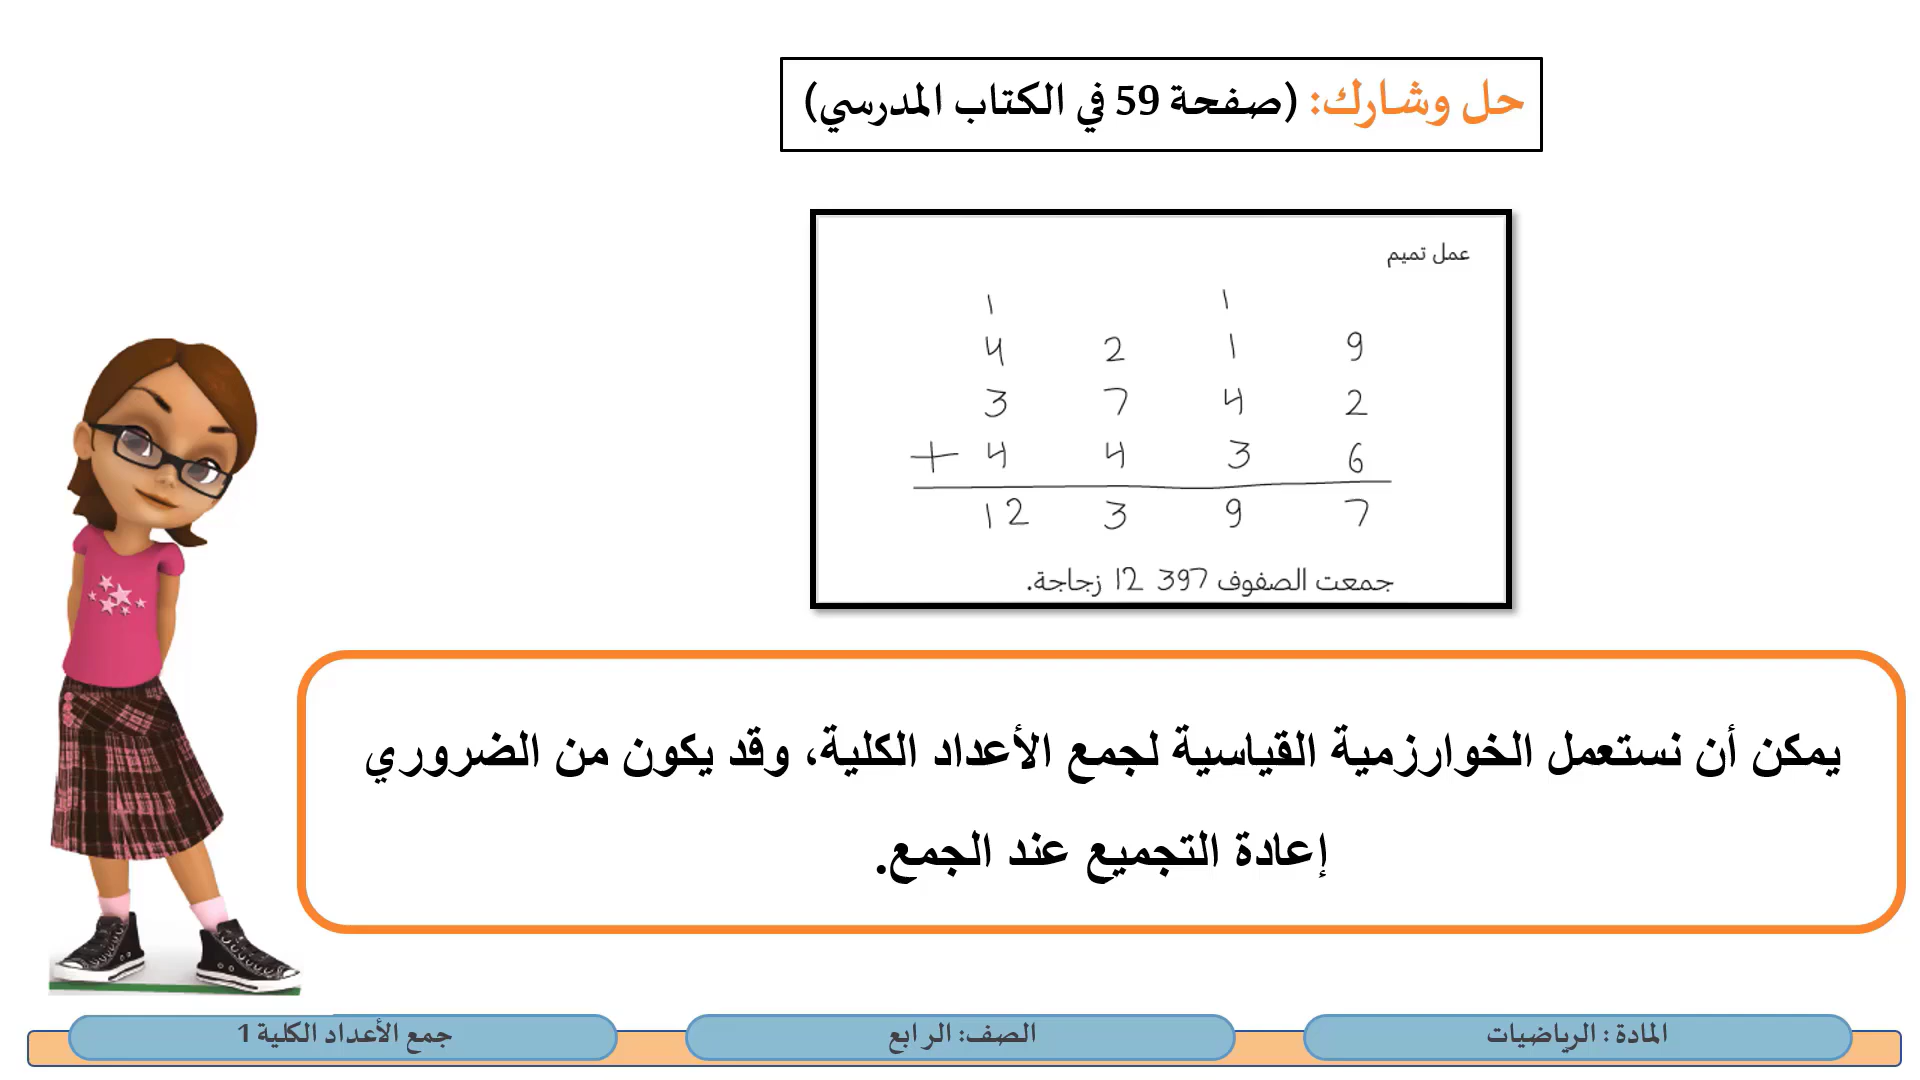 حل وشارك: (صفحة 59 في الكتاب المدرسي)
عمل تميم
1 1
4 2 1 9
3 7 4 2
+ 4 4 3 6
12 3 9 7
جمعت الصفوف 397 12 زجاجة.
يمكن أن نستعمل الخوارزمية القياسية لجمع الأعداد الكلية، وقد يكون من الضروري
إعادة التجميع عند الجمع.
المادة : الرياضيات
الصف: الرابع
جمع الأعداد الكلية 1